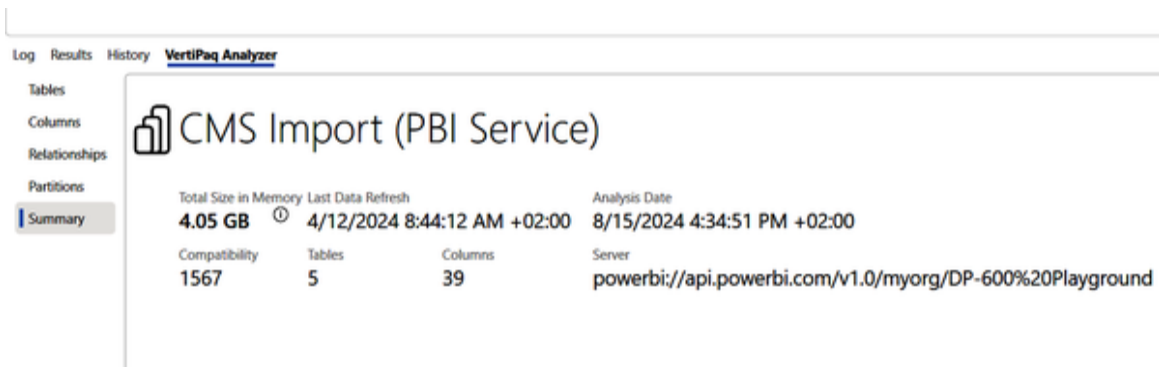 Log Results History VertiPaq Analyzer
Tables
Columns
Relationships
Partitions
Summary
CMS Import (PBI Service)
Total Size in Memory Last Data Refresh Analysis Date
4.05 GB 4/12/2024 8:44:12 AM +02:00 8/15/2024 4:34:51 PM +02:00
Compatibility Tables Columns Server
1567 5 39 powerbi://api.powerbi.com/v1.0/myorg/DP-600%20Playground